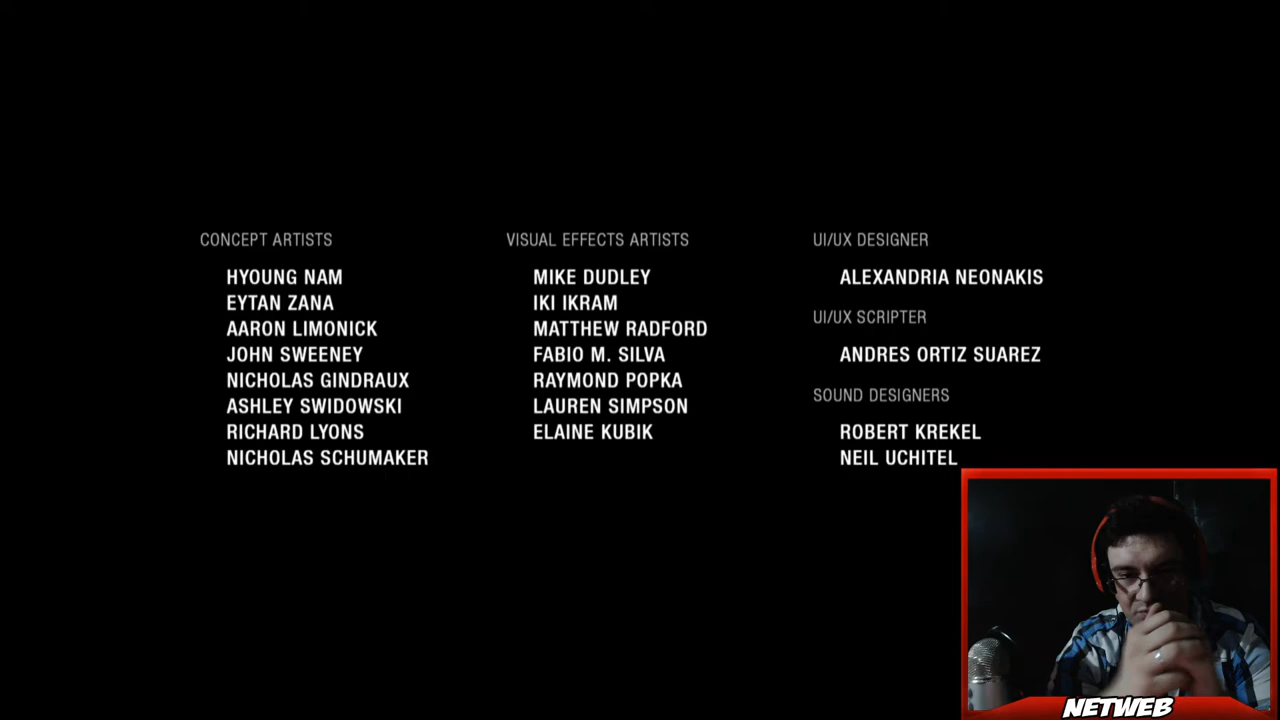 CONCEPT ARTISTS
HYOUNG NAM
EYTAN ZANA
AARON LIMONICK
JOHN SWEENEY
NICHOLAS GINDRAUX
ASHLEY SWIDOWSKI
RICHARD LYONS
NICHOLAS SCHUMAKER
VISUAL EFFECTS ARTISTS
MIKE DUDLEY
IKI IKRAM
MATTHEW RADFORD
FABIO M. SILVA
RAYMOND POPKA
LAUREN SIMPSON
ELAINE KUBIK
UI/UX DESIGNER
ALEXANDRIA NEONAKIS
UI/UX SCRIPTER
ANDRES ORTIZ SUAREZ
SOUND DESIGNERS
ROBERT KREKEL
NEIL UCHITEL
NETWEB